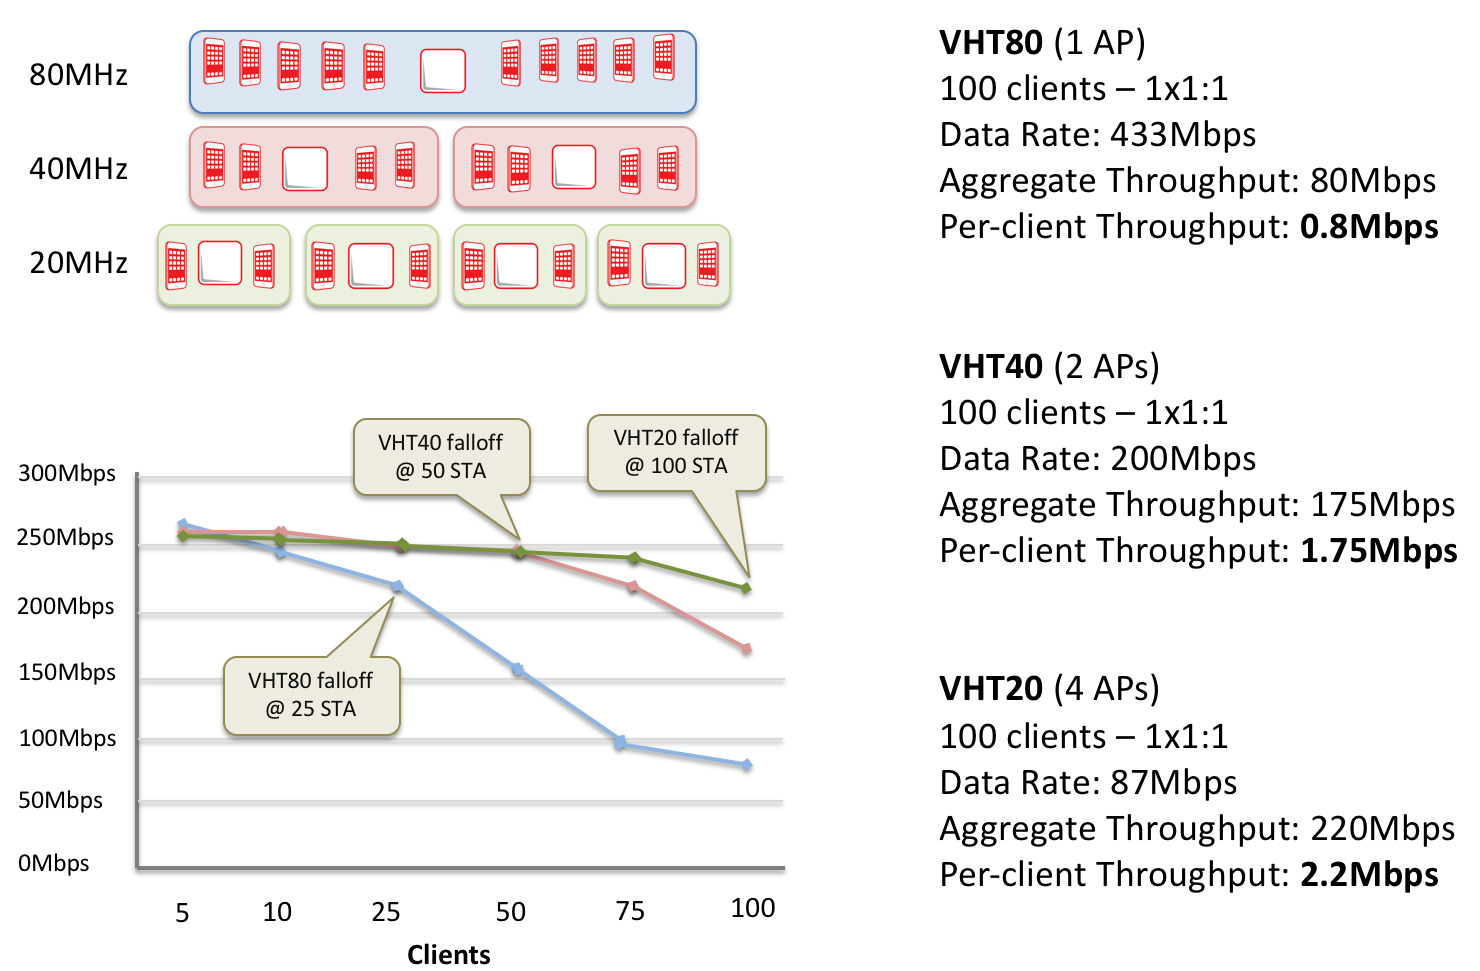 80MHz
40MHz
20MHz
VHT80 (1 AP)
100 clients – 1x1:1
Data Rate: 433Mbps
Aggregate Throughput: 80Mbps
Per-client Throughput: 0.8Mbps
VHT40 (2 APs)
100 clients – 1x1:1
Data Rate: 200Mbps
Aggregate Throughput: 175Mbps
Per-client Throughput: 1.75Mbps
VHT20 (4 APs)
100 clients – 1x1:1
Data Rate: 87Mbps
Aggregate Throughput: 220Mbps
Per-client Throughput: 2.2Mbps
VHT40 falloff
@ 50 STA
VHT20 falloff
@ 100 STA
VHT80 falloff
@ 25 STA
300Mbps
250Mbps
200Mbps
150Mbps
100Mbps
50Mbps
0Mbps
5 10 25 50 75 100
Clients